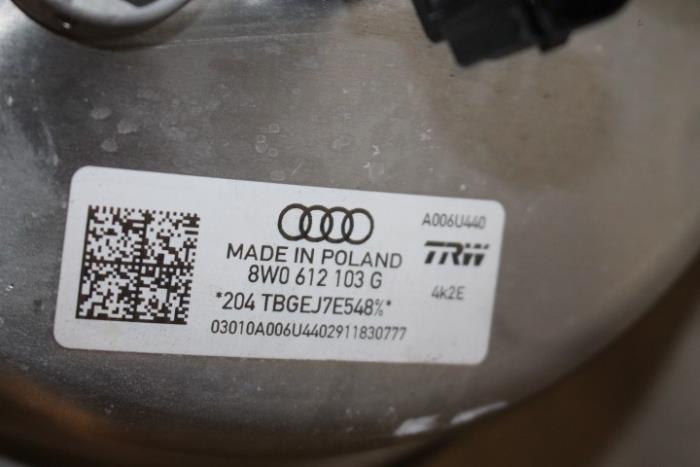 A006U440
MADE IN POLAND
TRW
8W0 612 103 G
4k2E
*204 TBGEJ7E548%*
03010A006U4402911830777